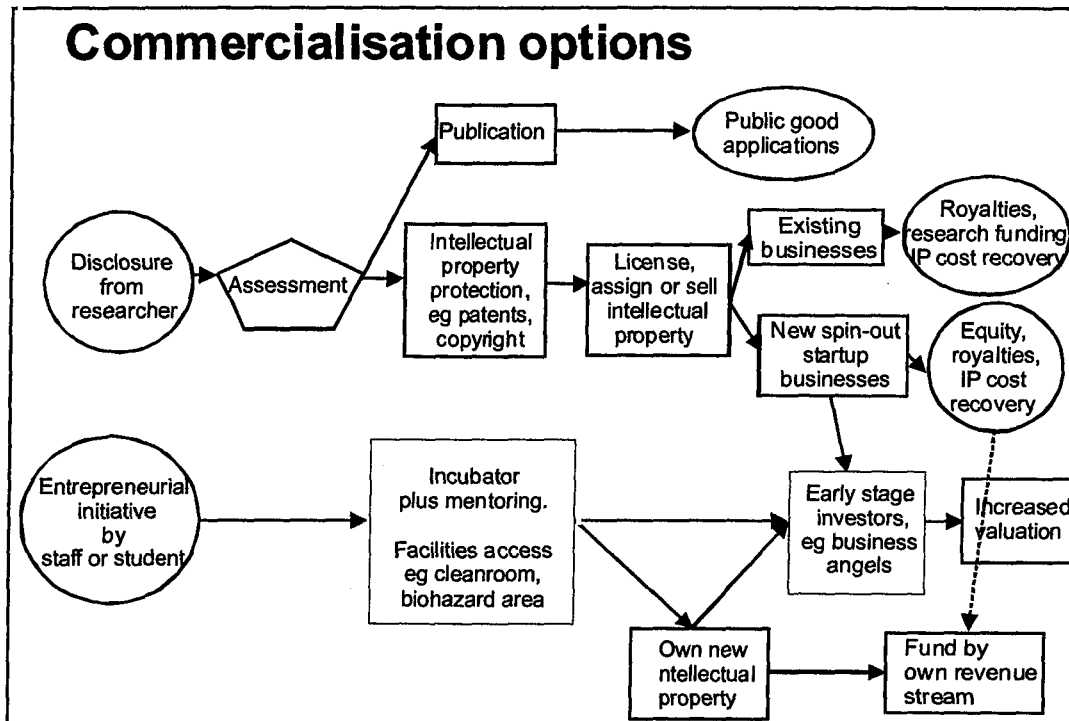 Commercialisation options
Publication
Public good
applications
Disclosure
from
researcher
Assessment
Intellectual
property
protection,
eg patents,
copyright
License,
assign or sell
intellectual
property
Existing
businesses
Royalties,
research funding
IP cost recovery
New spin-out
startup
businesses
Equity,
royalties,
IP cost
recovery
Entrepreneurial
initiative
by
staff or student
Incubator
plus mentoring.
Facilities access
eg cleanroom,
biohazard area
Early stage
investors,
eg business
angels
Increased
valuation
Own new
ntellectual
property
Fund by
own revenue
stream